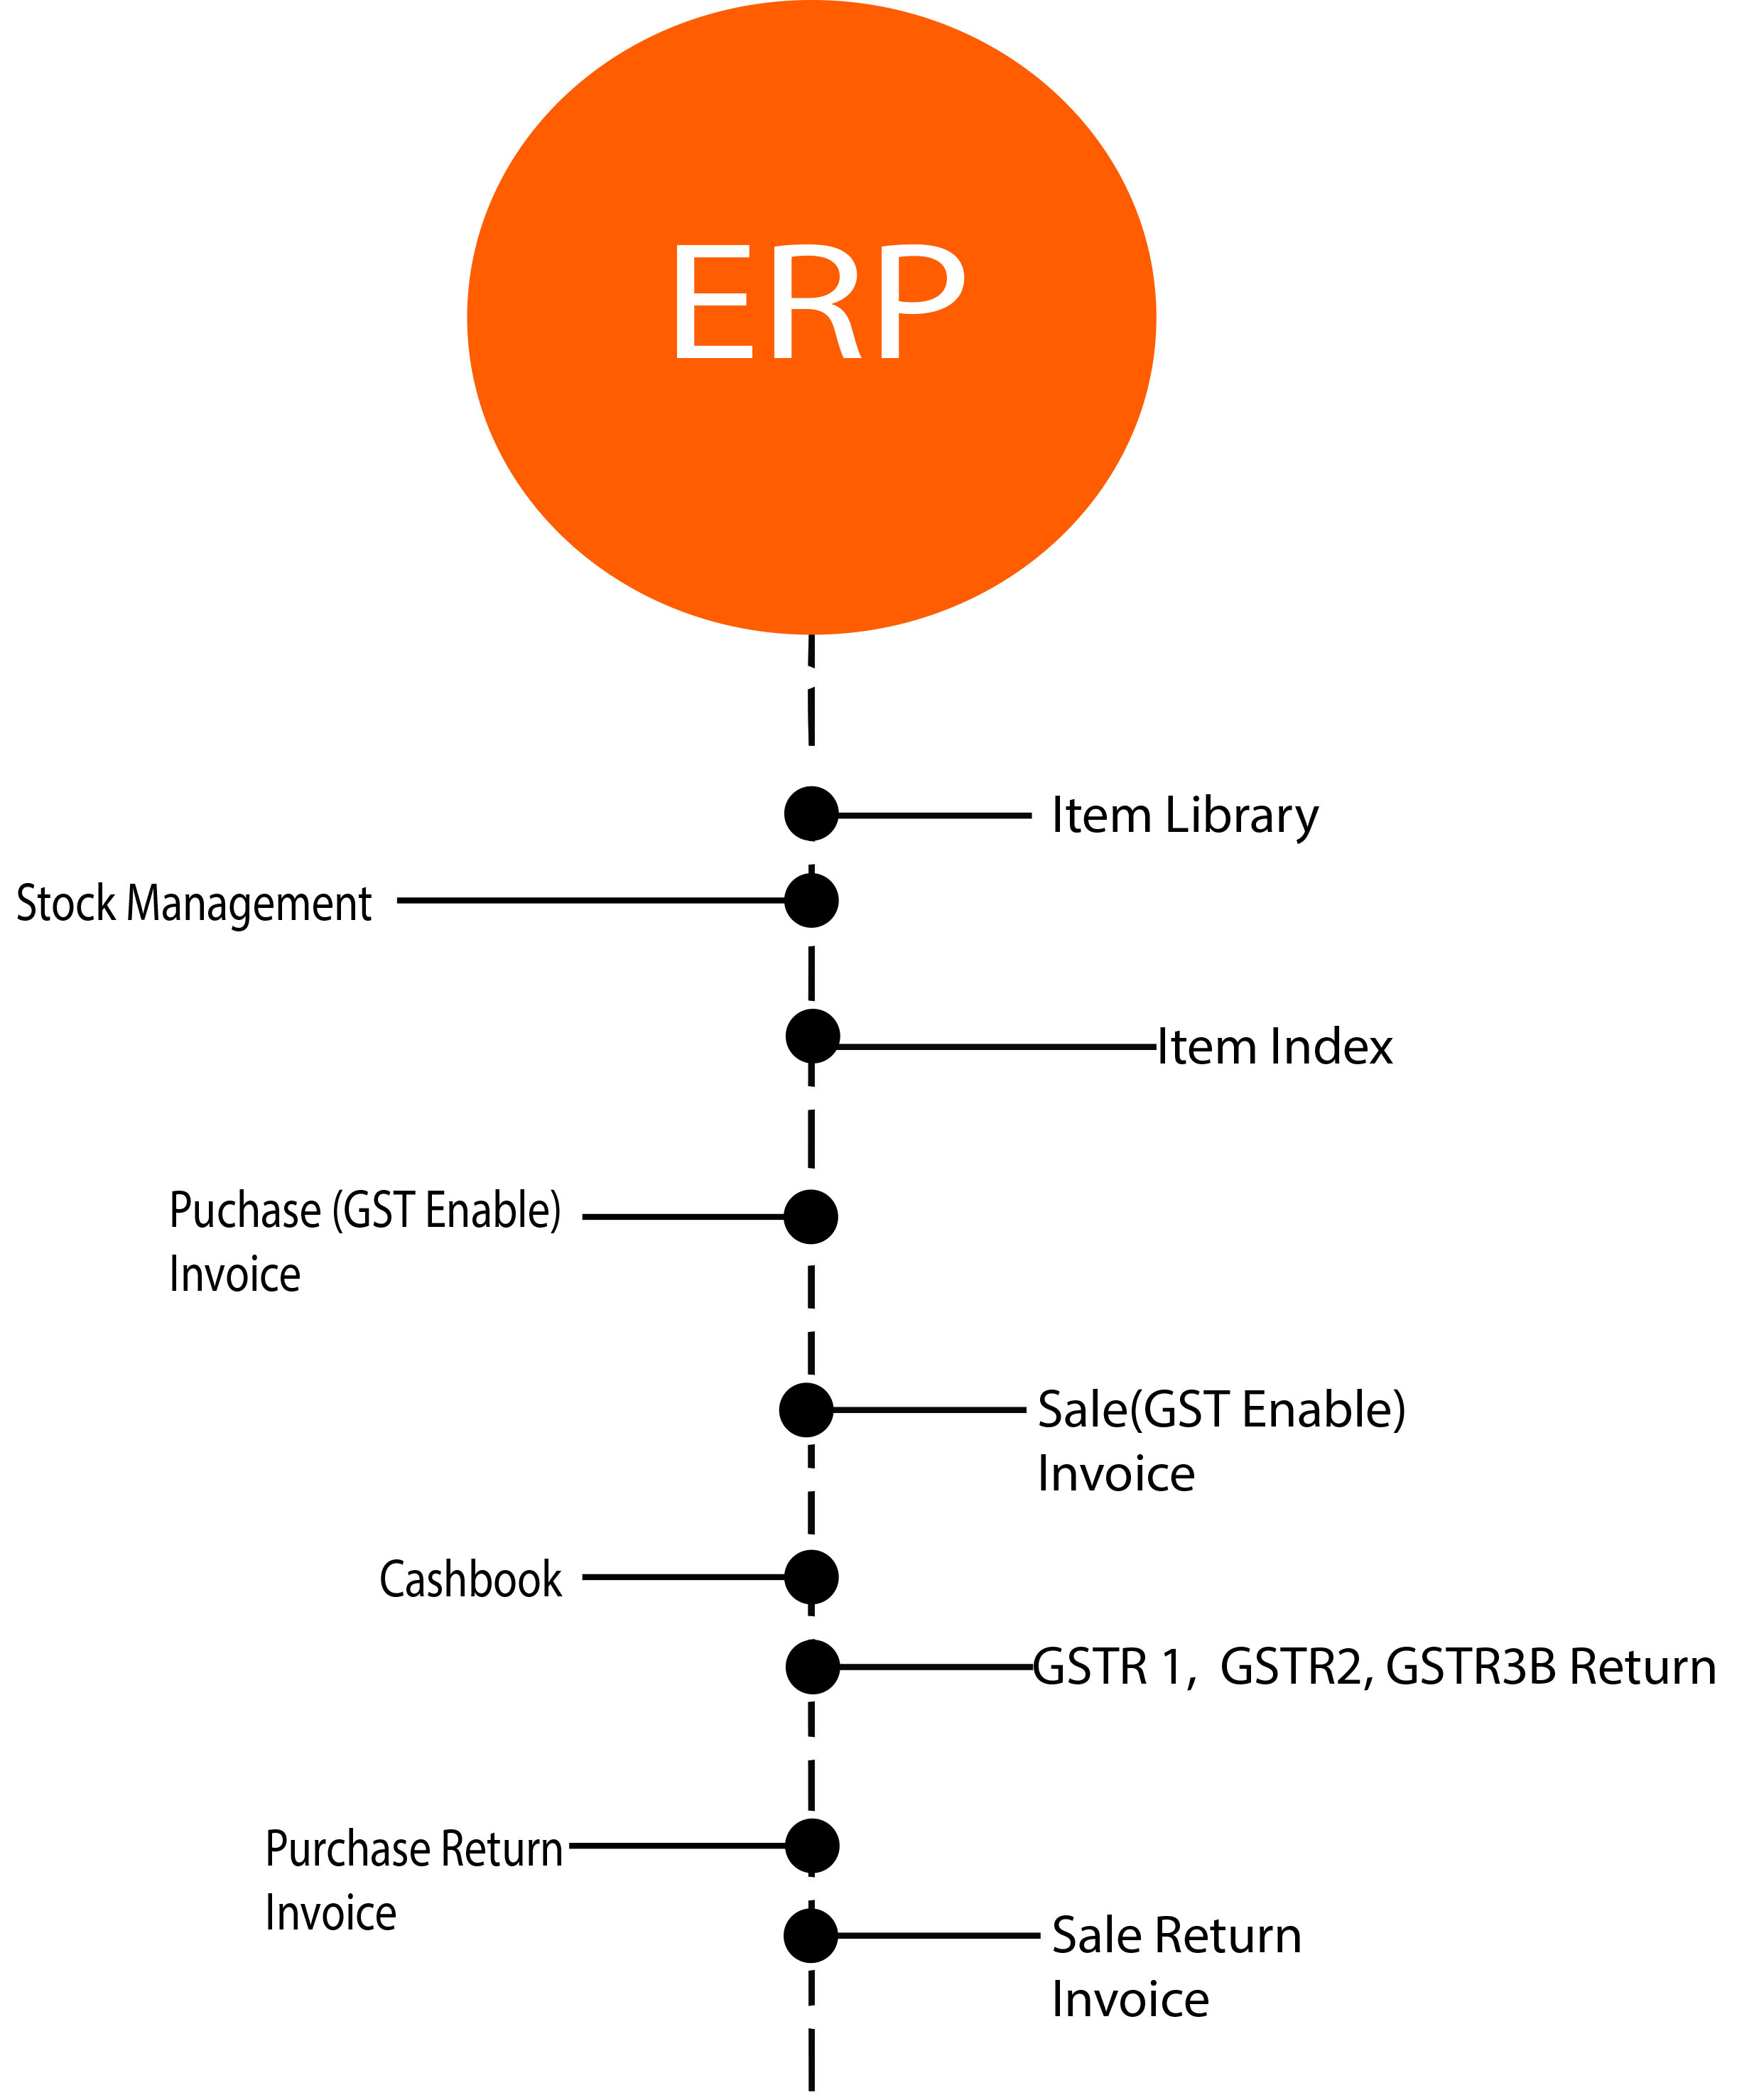 ERP
Item Library
Stock Management
Item Index
Puchase (GST Enable)
Invoice
Sale(GST Enable)
Invoice
Cashbook
GSTR 1,  GSTR2, GSTR3B Return
Purchase Return
Invoice
Sale Return
Invoice